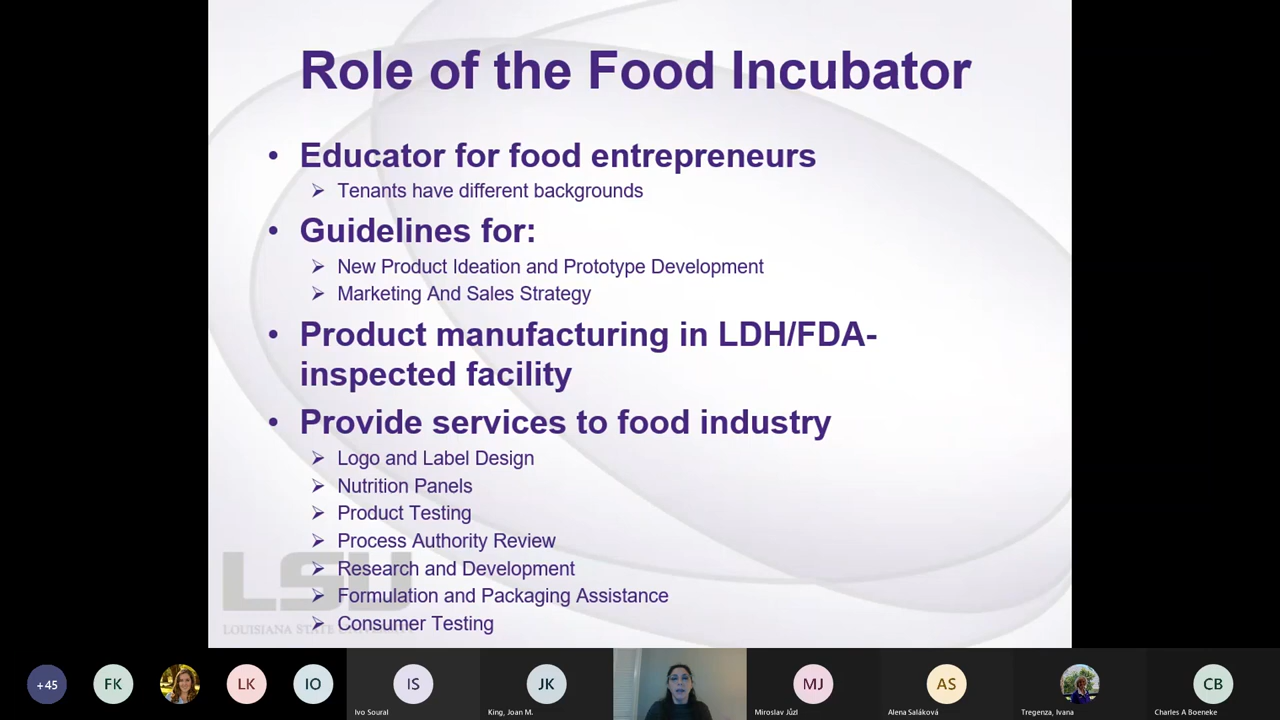 Role of the Food Incubator
• Educator for food entrepreneurs
➢ Tenants have different backgrounds
• Guidelines for:
➢ New Product Ideation and Prototype Development
➢ Marketing And Sales Strategy
• Product manufacturing in LDH/FDA-
inspected facility
• Provide services to food industry
➢ Logo and Label Design
➢ Nutrition Panels
➢ Product Testing
➢ Process Authority Review
➢ Research and Development
➢ Formulation and Packaging Assistance
➢ Consumer Testing
LSU
LOUISIANA STATE UNIVERSITY
+45
FK
LK
IO
IS
JK
MJ
AS
CB
Ivo Soural
King, Joan M.
Miroslav Jůzl
Alena Saláková
Tregenza, Ivana
Charles A Boeneke